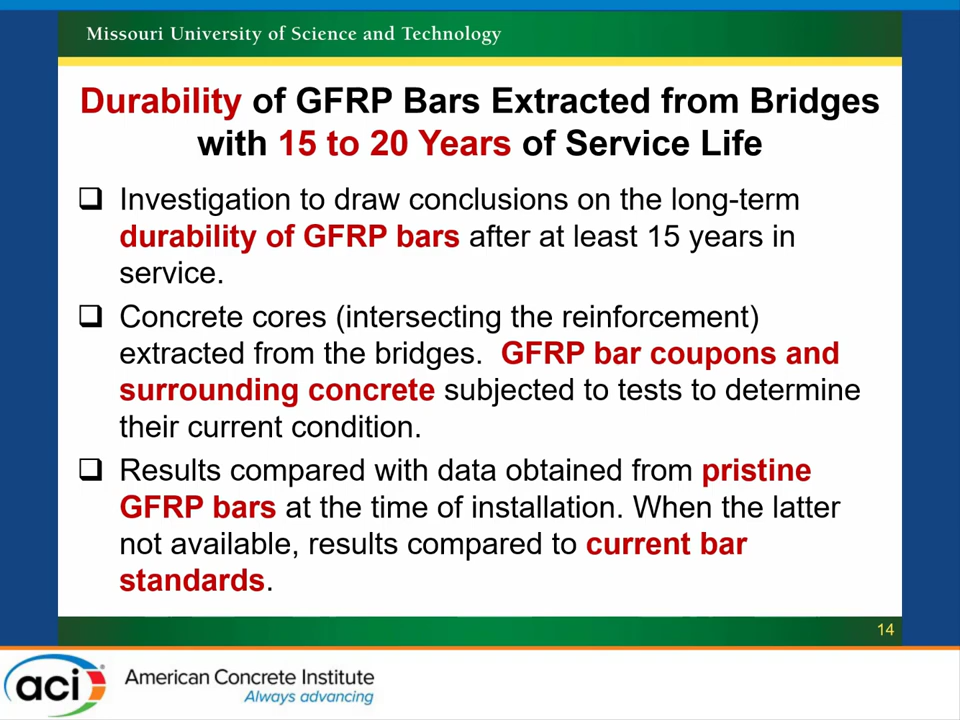 Missouri University of Science and Technology
Durability of GFRP Bars Extracted from Bridges
with 15 to 20 Years of Service Life
Investigation to draw conclusions on the long-term
durability of GFRP bars after at least 15 years in
service.
Concrete cores (intersecting the reinforcement)
extracted from the bridges. GFRP bar coupons and
surrounding concrete subjected to tests to determine
their current condition.
Results compared with data obtained from pristine
GFRP bars at the time of installation. When the latter
not available, results compared to current bar
standards.
14
aci American Concrete Institute
Always advancing